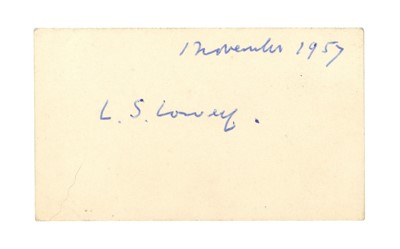 1 November 1957
L. S. Lowry.